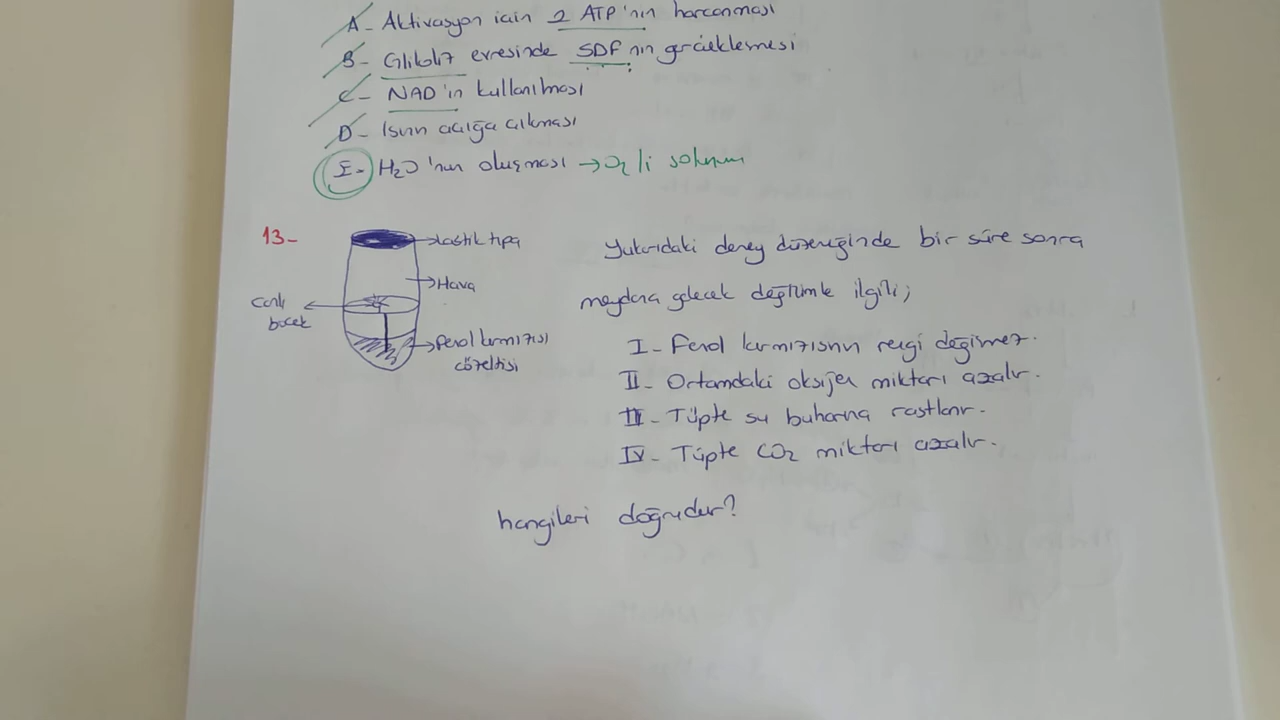 A- Aktivasyon için 2 ATP'nin harcanması
B- Glikoliz evresinde SDF'nin gerçekleşmesi
C- NAD'ın kullanılması
D- Isının açığa çıkması
E- H₂O'nun oluşması → O₂ li solunum
13-
Lastik tıpa
Hava
Canlı böcek
Fenol kırmızısı çözeltisi
Yukarıdaki deney düzeneğinde bir süre sonra
meydana gelecek değişimle ilgili;
I- Fenol kırmızısının rengi değişmez.
II- Ortamdaki oksijen miktarı azalır.
III- Tüpte su buharına rastlanır.
IV- Tüpte CO₂ miktarı azalır.
hangileri doğrudur?